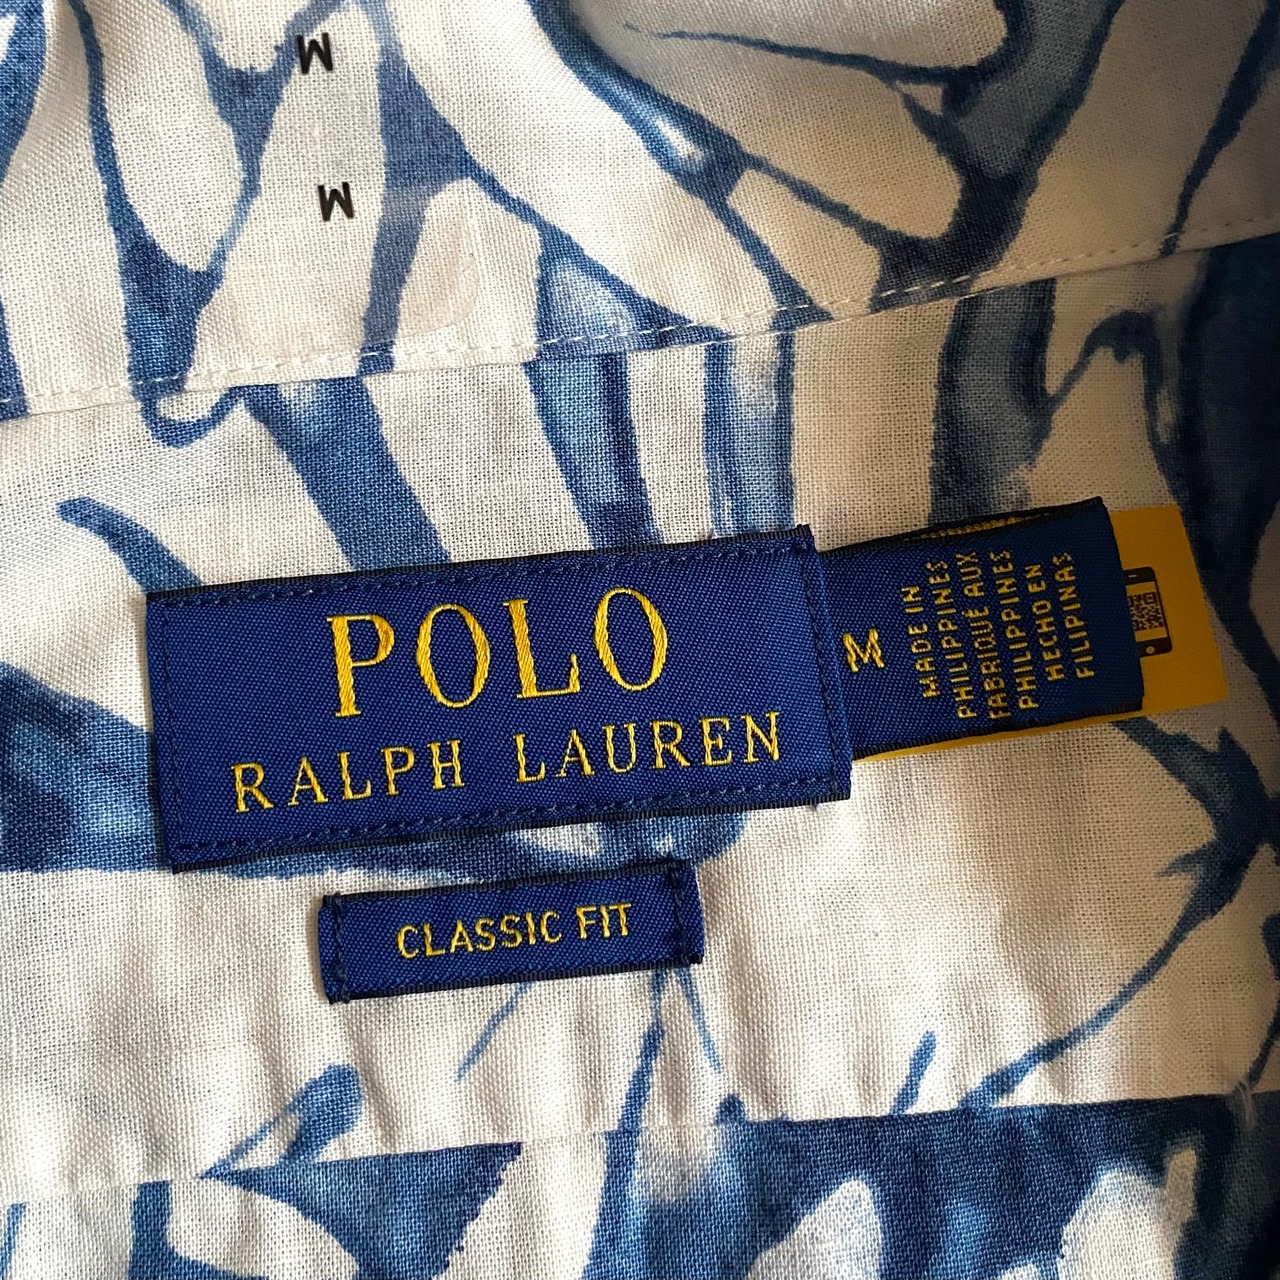 M
M
POLO
RALPH LAUREN
M
MADE IN
PHILIPPINES
FABRIQUÉ AUX
PHILIPPINES
HECHO EN
FILIPINAS
CLASSIC FIT